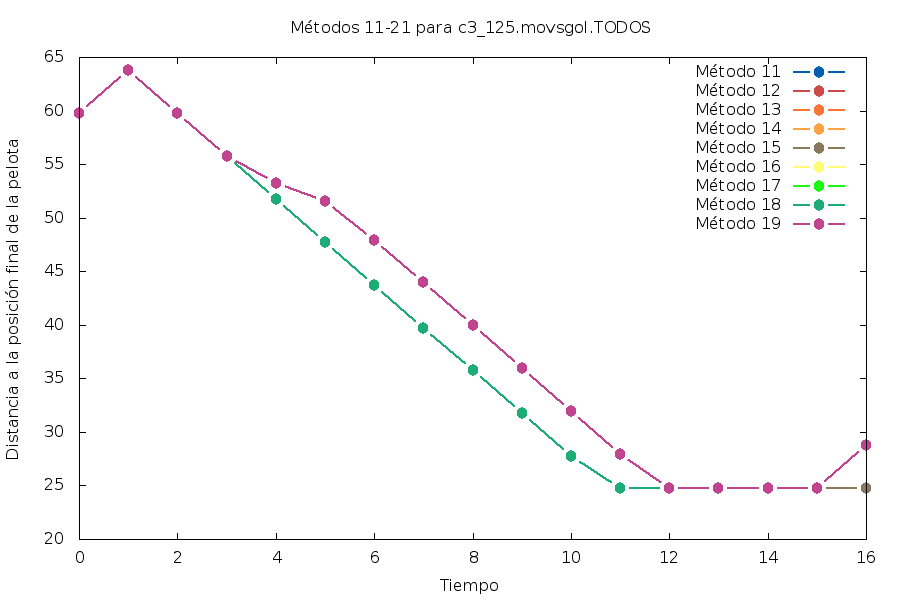 Métodos 11-21 para c3_125.movsgol.TODOS
Distancia a la posición final de la pelota
65
60
55
50
45
40
35
30
25
20
Método 11
Método 12
Método 13
Método 14
Método 15
Método 16
Método 17
Método 18
Método 19
0 2 4 6 8 10 12 14 16
Tiempo